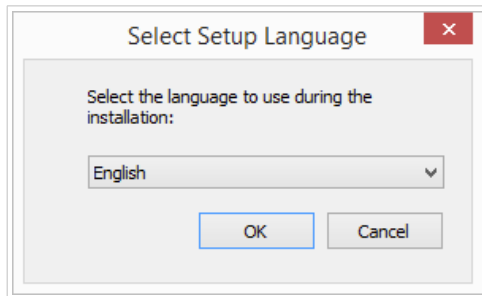 Select Setup Language
Select the language to use during the
installation:
English
OK
Cancel